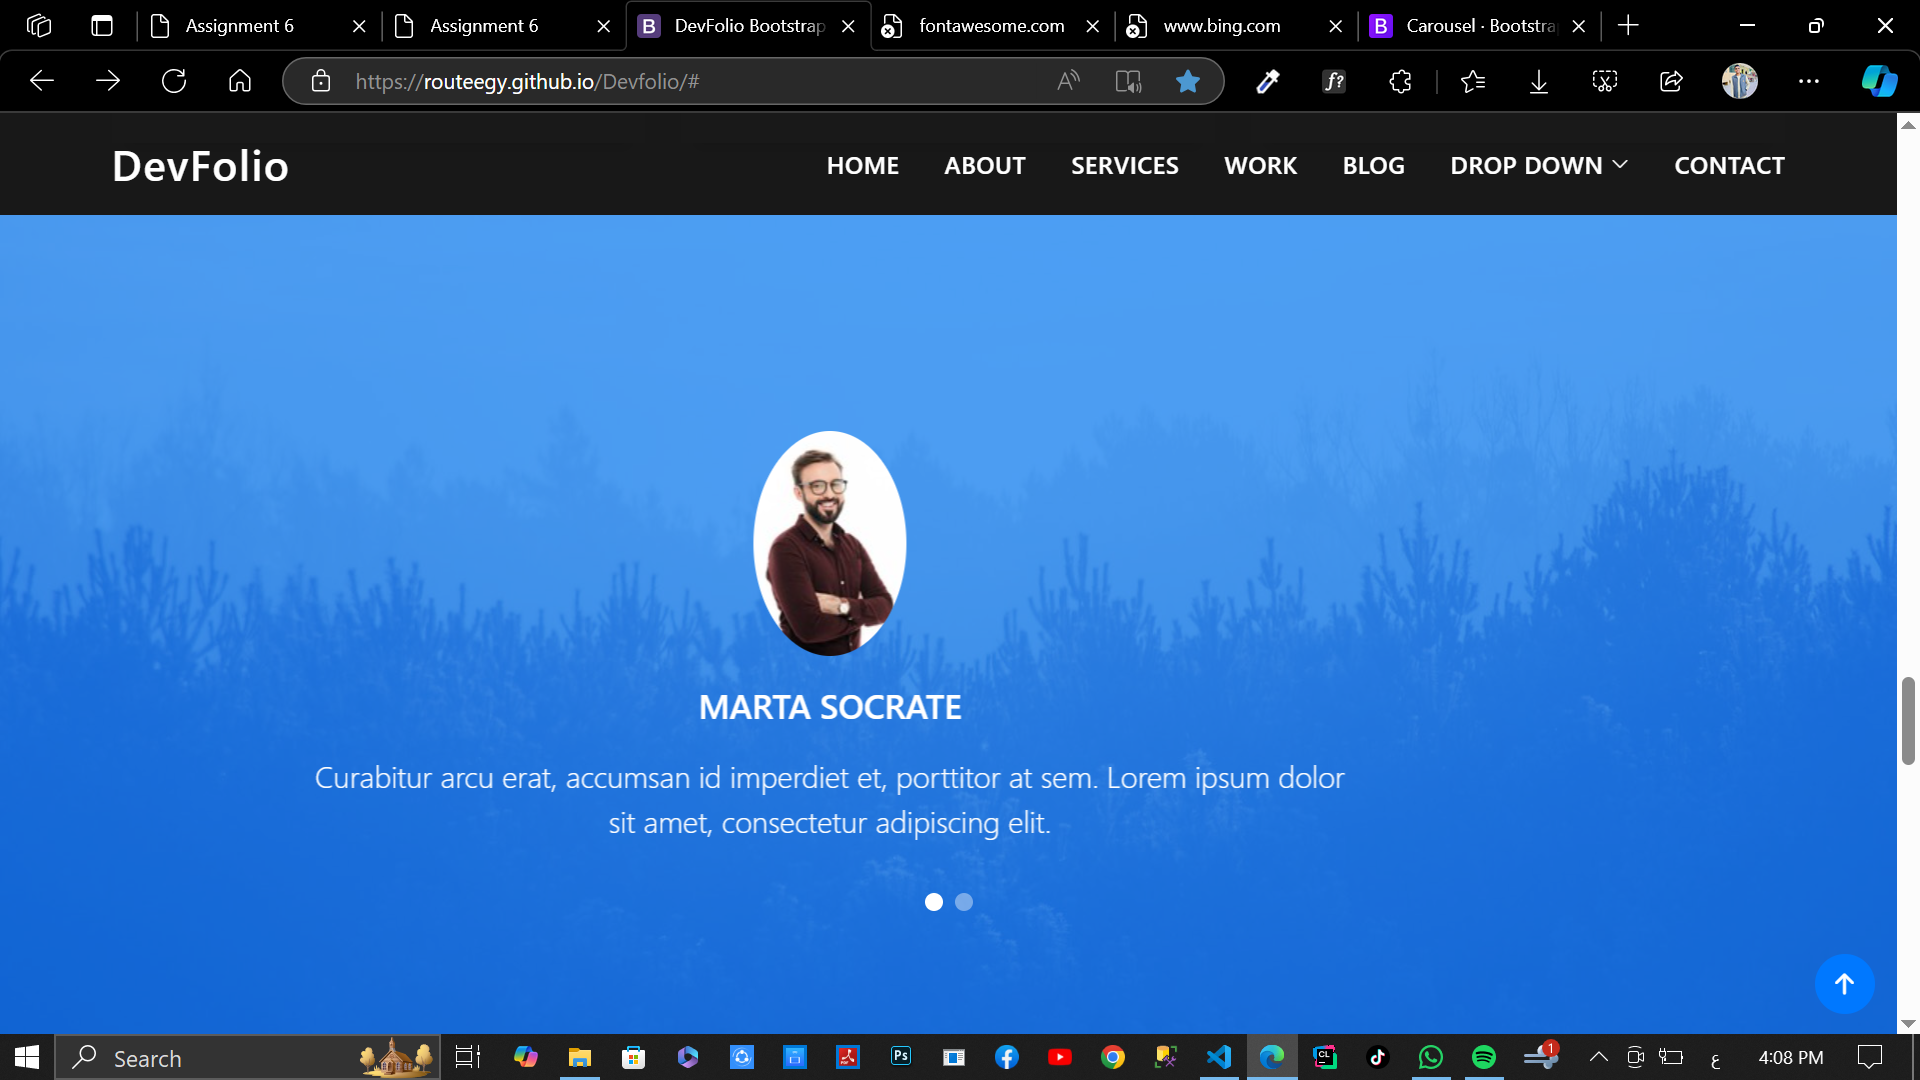 Assignment 6
Assignment 6
DevFolio Bootstrap
fontawesome.com
www.bing.com
Carousel · Bootstra
https://routeegy.github.io/Devfolio/#
DevFolio
HOME ABOUT SERVICES WORK BLOG DROP DOWN CONTACT
MARTA SOCRATE
Curabitur arcu erat, accumsan id imperdiet et, porttitor at sem. Lorem ipsum dolor
sit amet, consectetur adipiscing elit.
Search
Ps
CL
1
ع
4:08 PM